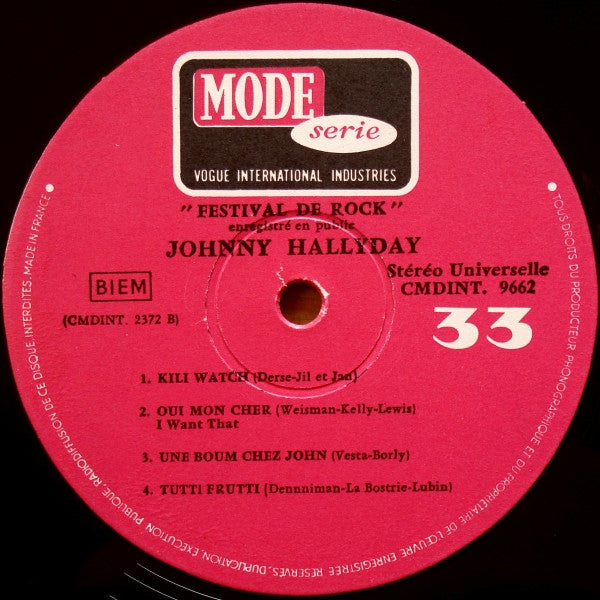 MODE
serie
VOGUE INTERNATIONAL INDUSTRIES
"FESTIVAL DE ROCK"
enregistré en public
JOHNNY HALLYDAY
Stéréo Universelle
CMDINT. 9662
BIEM
(CMDINT. 2372 B)
33
1. KILI WATCH (Derse-Jil et Jan)
2. OUI MON CHER (Weisman-Kelly-Lewis)
I Want That
3. UNE BOUM CHEZ JOHN (Vesta-Borly)
4. TUTTI FRUTTI (Dennniman-La Bostrie-Lubin)
• TOUS DROITS DU PRODUCTEUR PHONOGRAPHIQUE ET DU PROPRIETAIRE DE L'ŒUVRE ENREGISTREE RESERVES. DUPLICATION, EXECUTION PUBLIQUE, RADIODIFFUSION DE CE DISQUE, INTERDITES. MADE IN FRANCE •